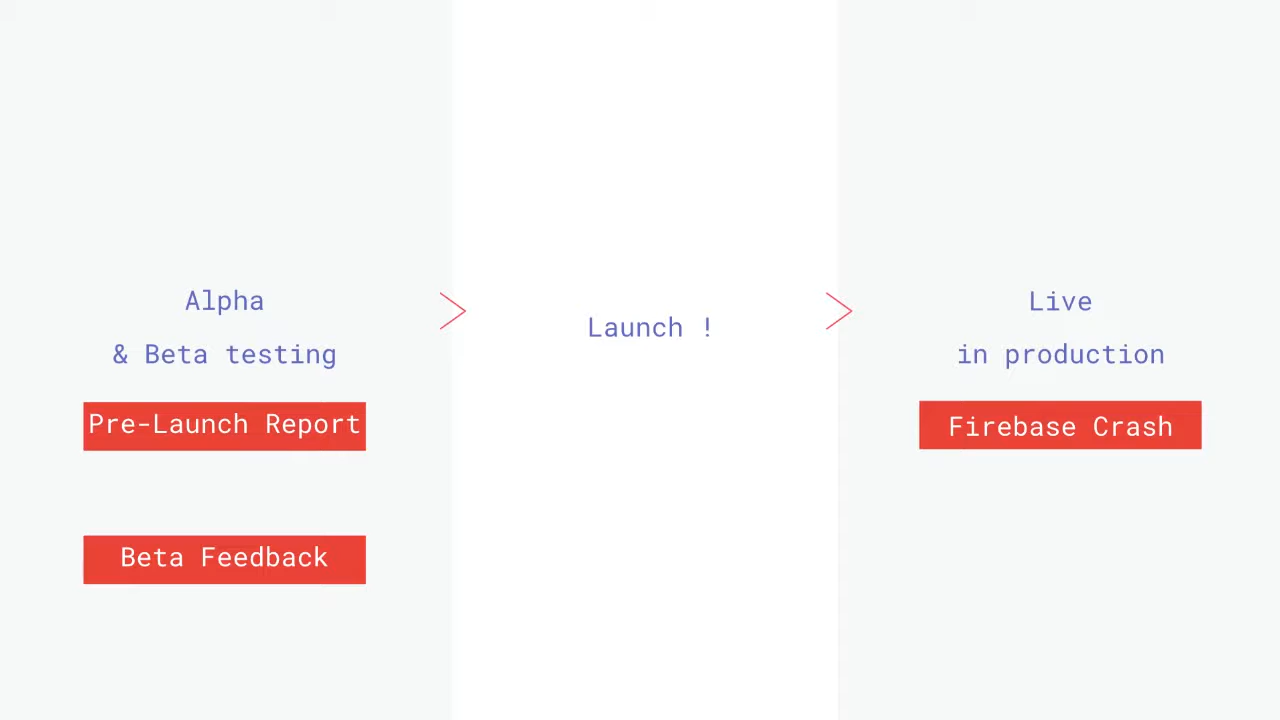 Alpha
& Beta testing
Pre-Launch Report
Beta Feedback
Launch !
Live
in production
Firebase Crash